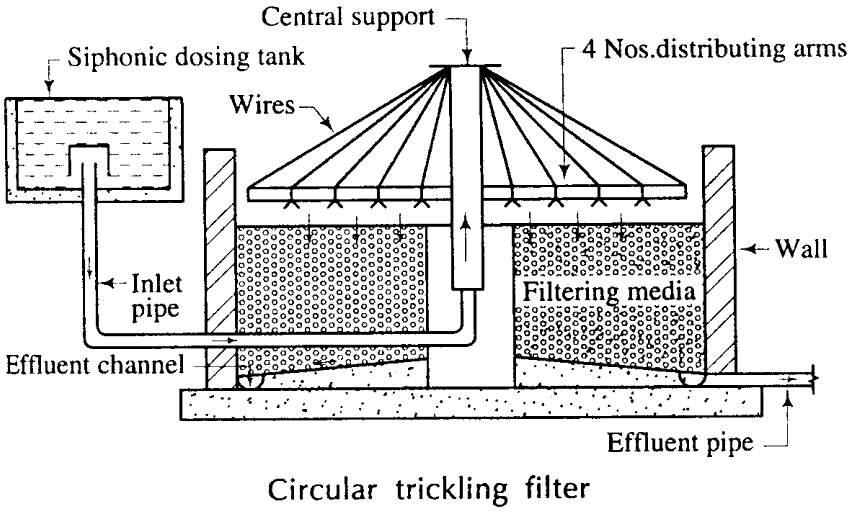 Central support
Siphonic dosing tank
4 Nos.distributing arms
Wires
Wall
Inlet
pipe
Filtering media
Effluent channel
Effluent pipe
Circular trickling filter